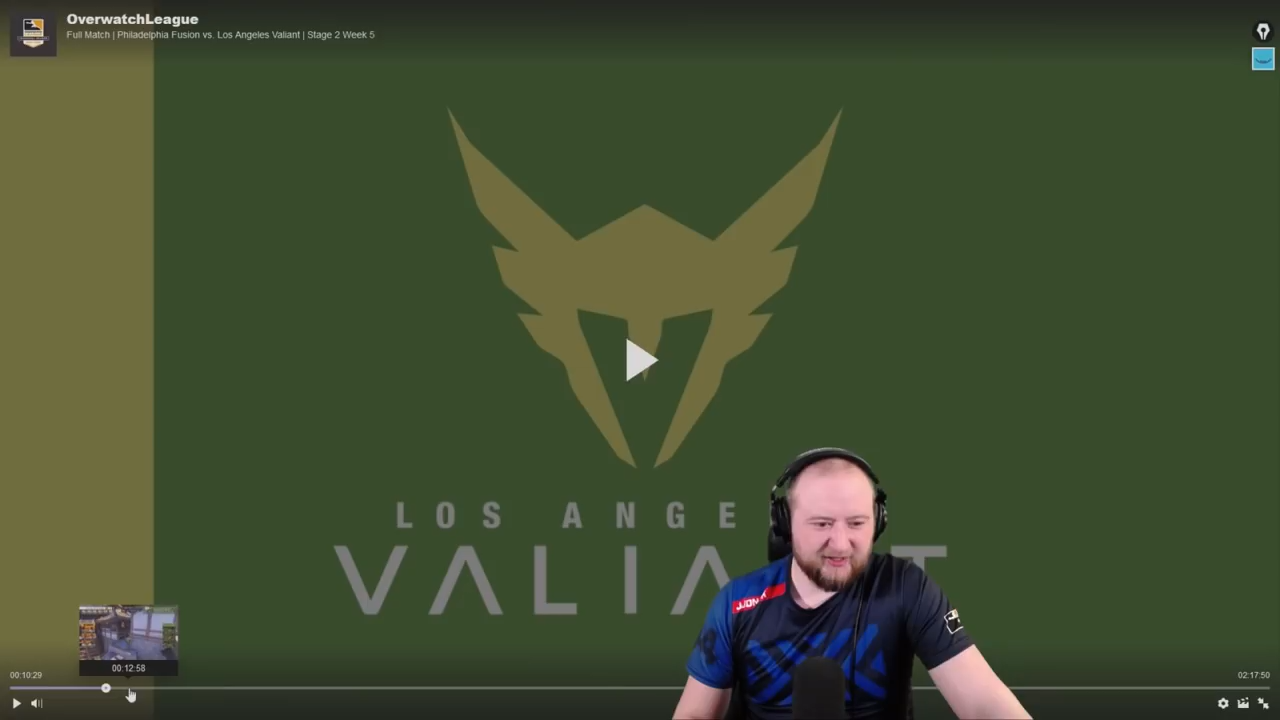 OverwatchLeague
Full Match | Philadelphia Fusion vs. Los Angeles Valiant | Stage 2 Week 5
LOS ANGE
VALIA T
00:12:58
00:10:29
02:17:50